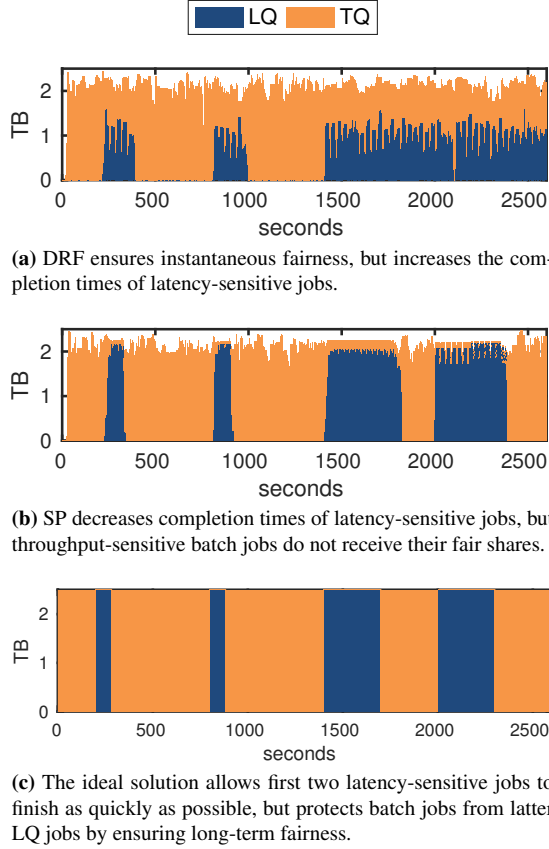 LQ TQ
2
1
0
TB
0 500 1000 1500 2000 2500
seconds
(a) DRF ensures instantaneous fairness, but increases the com-
pletion times of latency-sensitive jobs.
2
1
0
TB
0 500 1000 1500 2000 2500
seconds
(b) SP decreases completion times of latency-sensitive jobs, but
throughput-sensitive batch jobs do not receive their fair shares.
2
1
0
TB
0 500 1000 1500 2000 2500
seconds
(c) The ideal solution allows first two latency-sensitive jobs to
finish as quickly as possible, but protects batch jobs from latter
LQ jobs by ensuring long-term fairness.